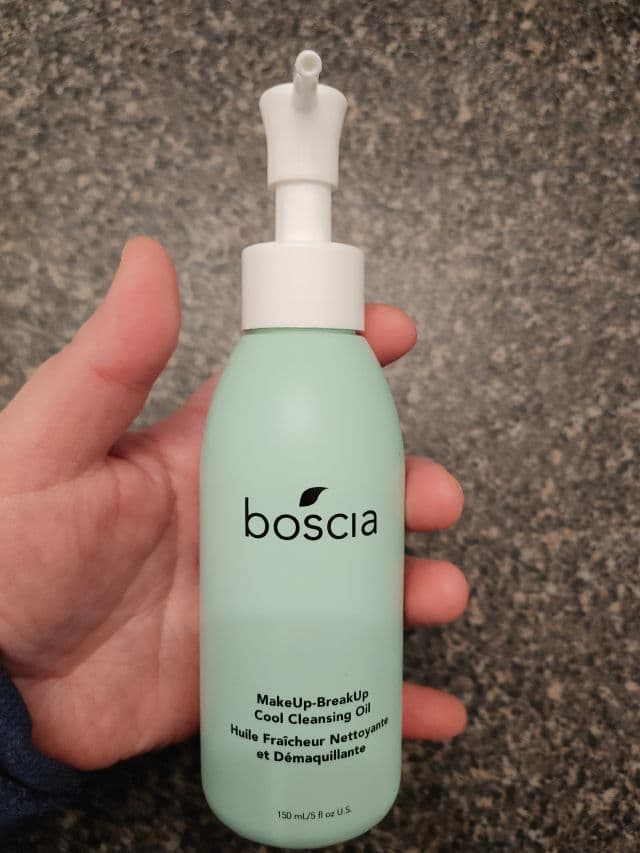 boscia
MakeUp-BreakUp
Cool Cleansing Oil
Huile Fraîcheur Nettoyante
et Démaquillante
150 mL/5 fl oz U.S.